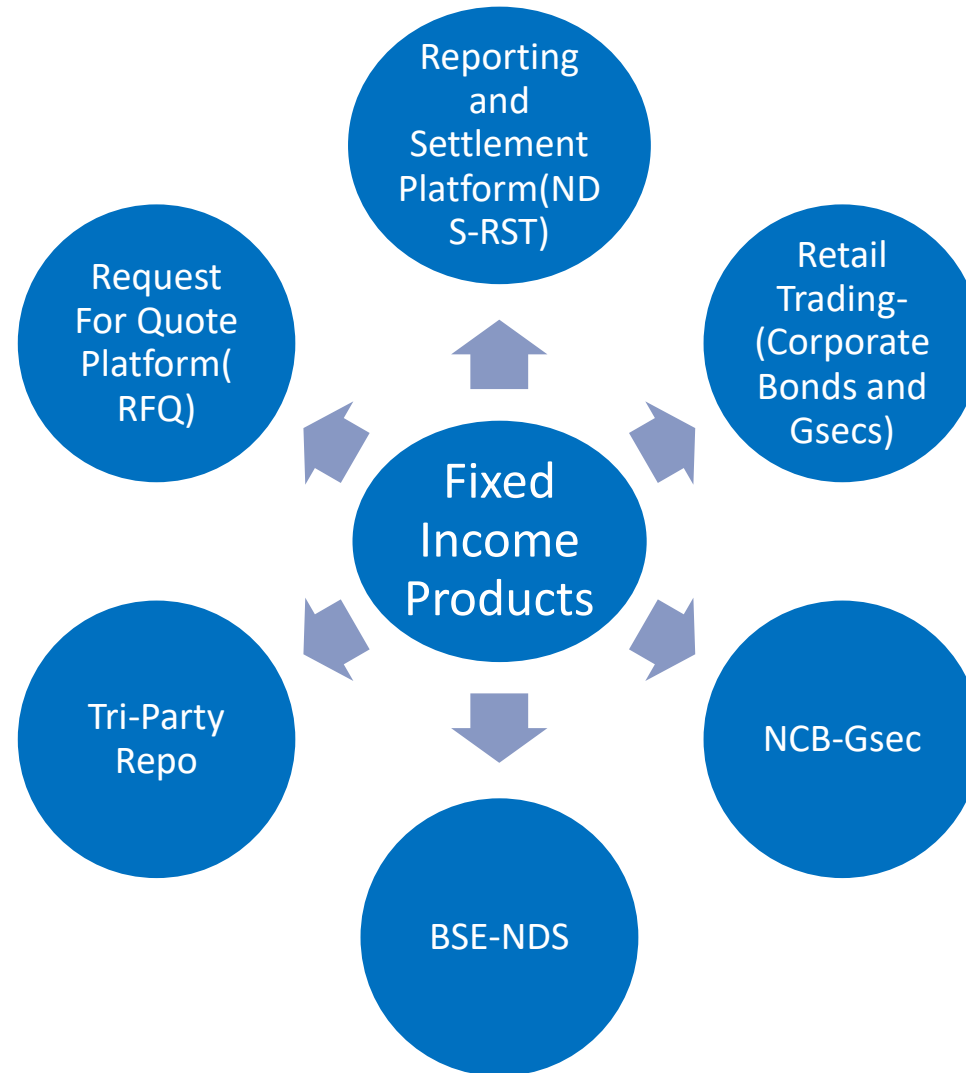 Reporting
and
Settlement
Platform(ND
S-RST)
Request
For Quote
Platform(
RFQ)
Retail
Trading-
(Corporate
Bonds and
Gsecs)
Fixed
Income
Products
Tri-Party
Repo
NCB-Gsec
BSE-NDS